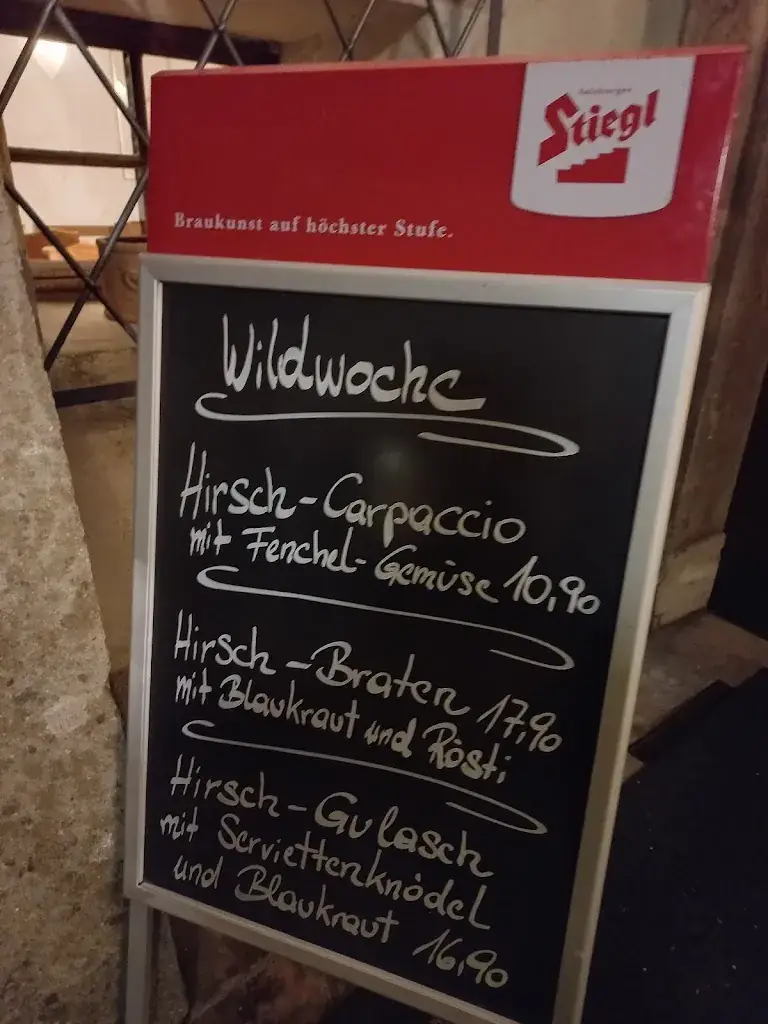 Salzburger
Stiegl
Braukunst auf höchster Stufe.
Wildwoche
Hirsch-Carpaccio
mit Fenchel-Gemüse 10,90
Hirsch-Braten 17,90
mit Blaukraut und Rösti
Hirsch-Gulasch
mit Serviettenknödel
und Blaukraut 16,90